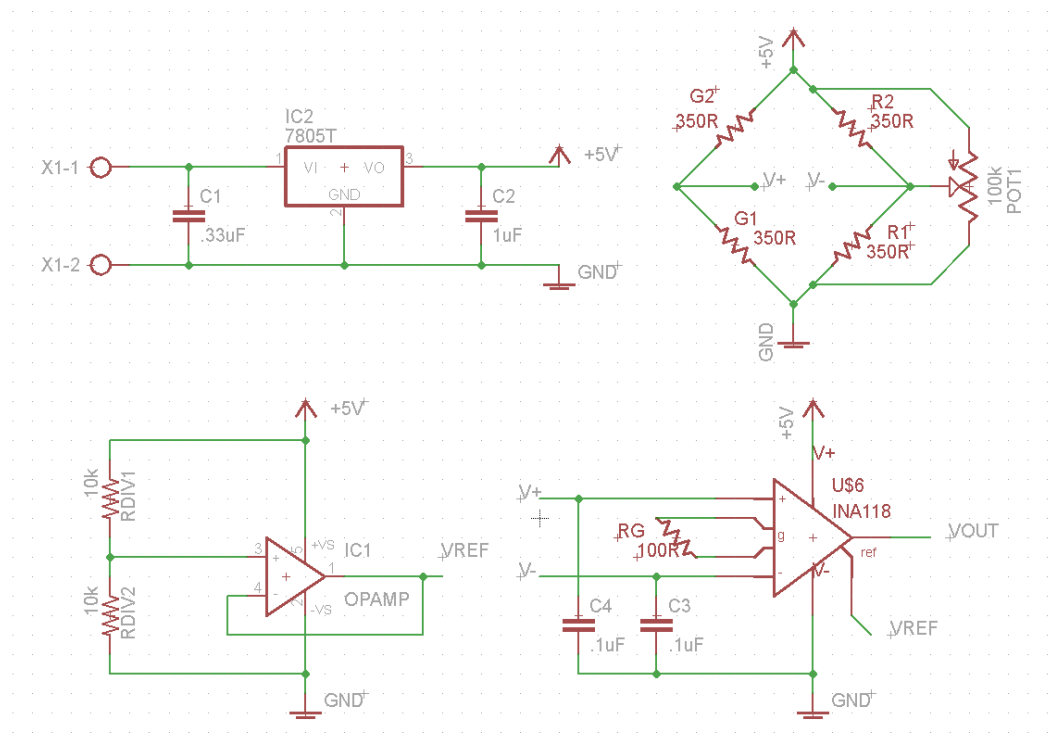 IC2
7805T
X1-1
1
VI
VO
3
+5V
GND
2
C1
.33uF
C2
1uF
X1-2
GND
+5V
G2
350R
R2
350R
V+
V-
100k
POT1
G1
350R
R1
350R
GND
+5V
10k
RDIV1
3
+
5
+VS
IC1
1
VREF
4
-
2
-VS
OPAMP
10k
RDIV2
GND
+5V
V+
V+
U$6
INA118
+
RG
100R
g
VOUT
ref
V-
-
V-
C4
.1uF
C3
.1uF
VREF
GND